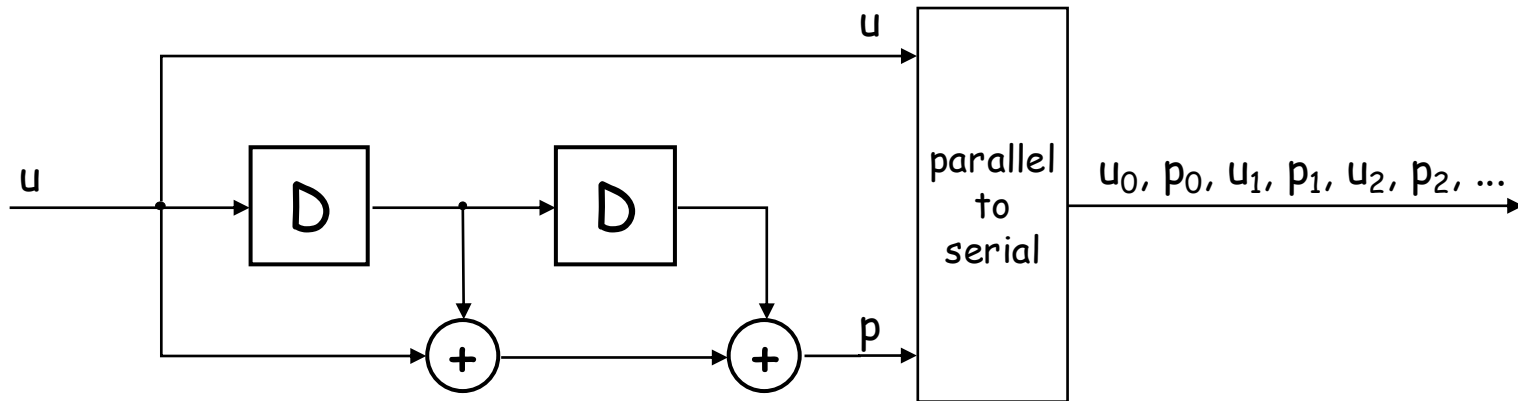 u
u
D
D
+
+
p
parallel
to
serial
u₀, p₀, u₁, p₁, u₂, p₂, ...